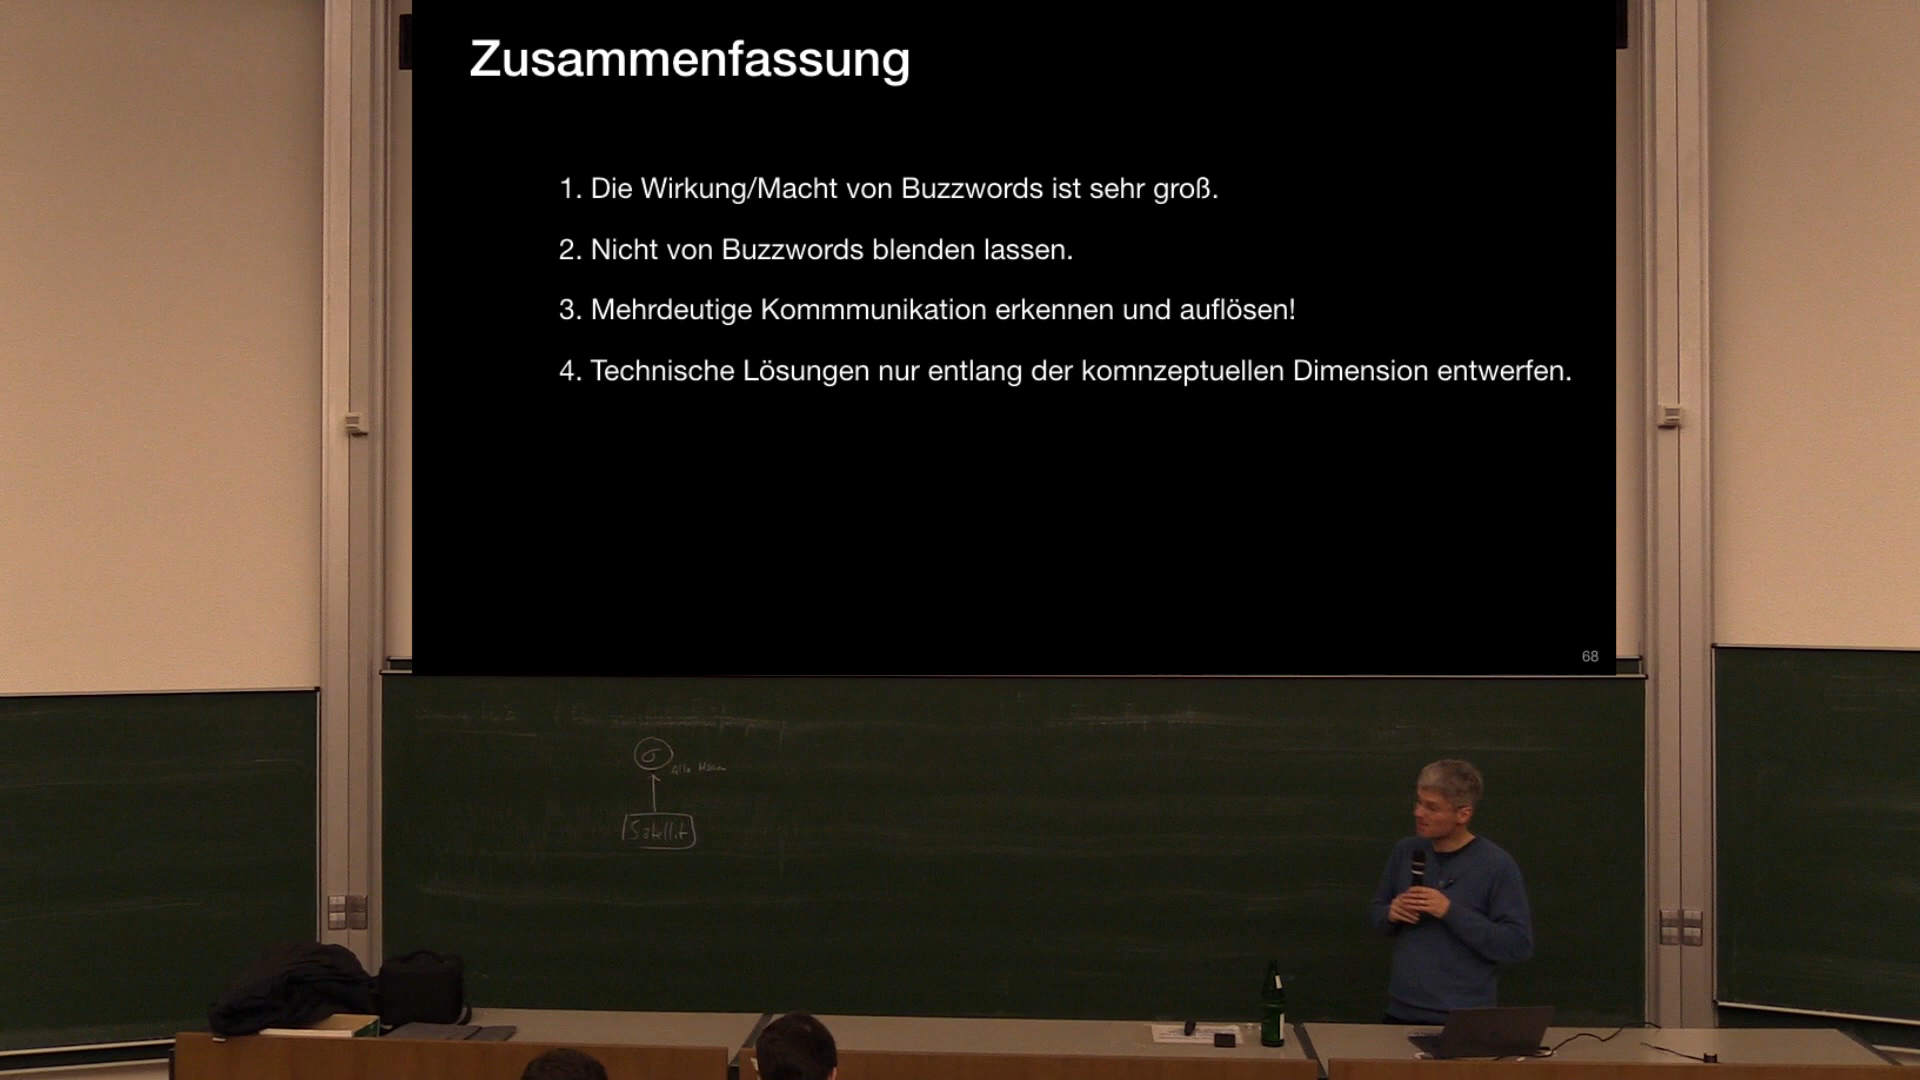 Zusammenfassung
1. Die Wirkung/Macht von Buzzwords ist sehr groß.
2. Nicht von Buzzwords blenden lassen.
3. Mehrdeutige Kommmunikation erkennen und auflösen!
4. Technische Lösungen nur entlang der komnzeptuellen Dimension entwerfen.
68
σ
Satellit